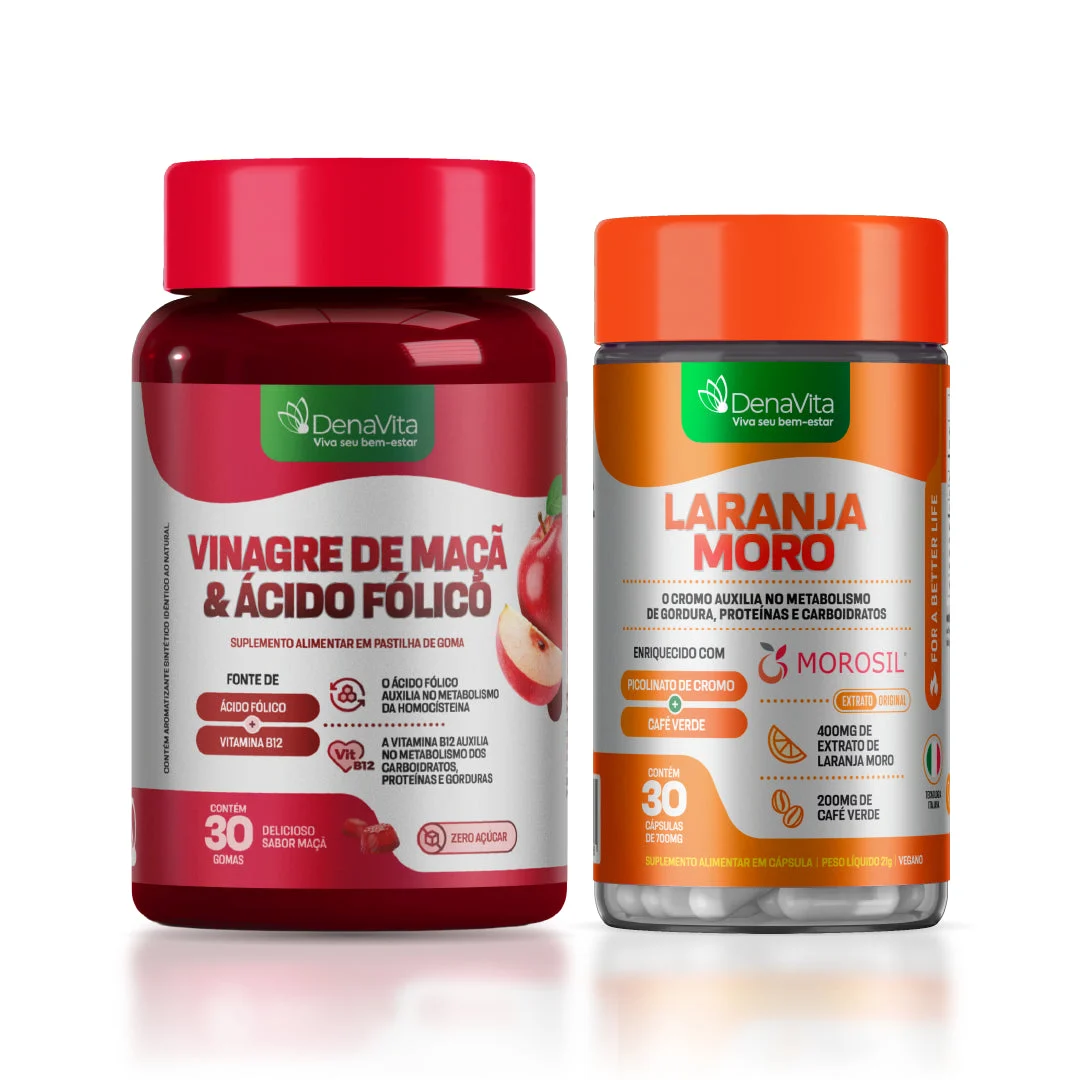 DenaVita
Viva seu bem-estar
VINAGRE DE MAÇÃ
& ÁCIDO FÓLICO
SUPLEMENTO ALIMENTAR EM PASTILHA DE GOMA
CONTÉM AROMATIZANTE SINTÉTICO IDÊNTICO AO NATURAL
FONTE DE
ÁCIDO FÓLICO
+
VITAMINA B12
O ÁCIDO FÓLICO
AUXILIA NO METABOLISMO
DA HOMOCISTEÍNA
Vit
B12
A VITAMINA B12 AUXILIA
NO METABOLISMO DOS
CARBOIDRATOS,
PROTEÍNAS E GORDURAS
CONTÉM
30
GOMAS
DELICIOSO
SABOR MAÇÃ
ZERO AÇÚCAR
DenaVita
Viva seu bem-estar
LARANJA
MORO
O CROMO AUXILIA NO METABOLISMO
DE GORDURA, PROTEÍNAS E CARBOIDRATOS
ENRIQUECIDO COM
PICOLINATO DE CROMO
+
CAFÉ VERDE
MOROSIL®
EXTRATO ORIGINAL
400MG DE
EXTRATO DE
LARANJA MORO
200MG DE
CAFÉ VERDE
CONTÉM
30
CÁPSULAS
DE 700MG
SUPLEMENTO ALIMENTAR EM CÁPSULA | PESO LÍQUIDO 21g | VEGANO
FOR A BETTER LIFE
TECNOLOGIA
ITALIANA